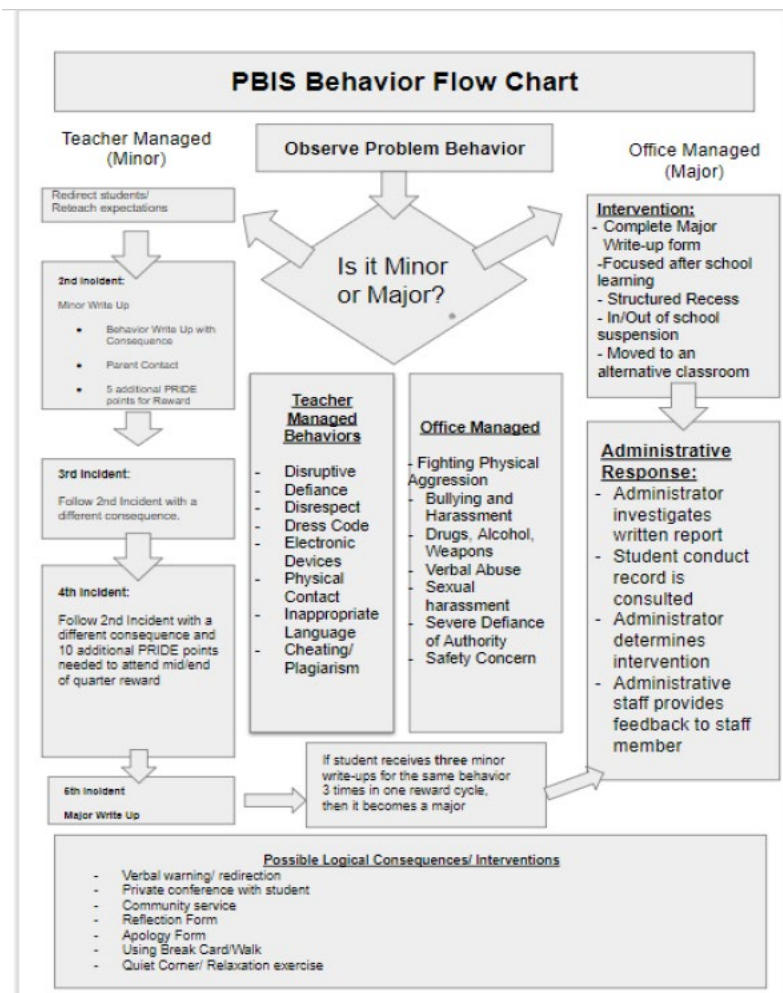 PBIS Behavior Flow Chart
Teacher Managed
(Minor)
Observe Problem Behavior
Office Managed
(Major)
Redirect students/
Reteach expectations
Is it Minor
or Major?
Intervention:
- Complete Major
Write-up form
-Focused after school
learning
- Structured Recess
- In/Out of school
suspension
- Moved to an
alternative classroom
2nd Incident:
Minor Write Up
• Behavior Write Up with
Consequence
• Parent Contact
• 5 additional PRIDE
points for Reward
3rd Incident:
Follow 2nd Incident with a
different consequence.
4th Incident:
Follow 2nd Incident with a
different consequence and
10 additional PRIDE points
needed to attend mid/end
of quarter reward
Incident
Major Write Up
Teacher
Managed
Behaviors
- Disruptive
- Defiance
- Disrespect
- Dress Code
- Electronic
Devices
- Physical
Contact
- Inappropriate
Language
- Cheating/
Plagiarism
Office Managed
- Fighting Physical
Aggression
- Bullying and
Harassment
- Drugs, Alcohol,
Weapons
- Verbal Abuse
- Sexual
harassment
- Severe Defiance
of Authority
- Safety Concern
Administrative
Response:
- Administrator
investigates
written report
- Student conduct
record is
consulted
- Administrator
determines
intervention
- Administrative
staff provides
feedback to staff
member
If student receives three minor
write-ups for the same behavior
3 times in one reward cycle,
then it becomes a major
Possible Logical Consequences/ Interventions
- Verbal warning/ redirection
- Private conference with student
- Community service
- Reflection Form
- Apology Form
- Using Break Card/Walk
- Quiet Corner/ Relaxation exercise